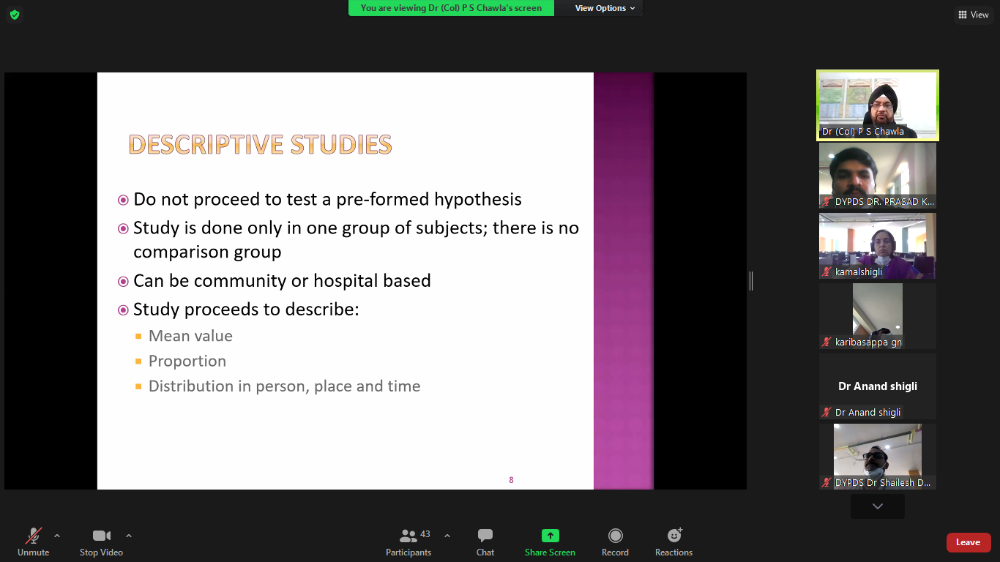 You are viewing Dr (Col) P S Chawla's screen
View Options
View
DESCRIPTIVE STUDIES
Do not proceed to test a pre-formed hypothesis
Study is done only in one group of subjects; there is no
comparison group
Can be community or hospital based
Study proceeds to describe:
Mean value
Proportion
Distribution in person, place and time
8
Dr (Col) P S Chawla
DYPDS DR. PRASAD K...
kamalshigli
karibasappa gn
Dr Anand shigli
Dr Anand shigli
DYPDS Dr Shailesh D...
Unmute
Stop Video
Participants
43
Chat
Share Screen
Record
Reactions
Leave